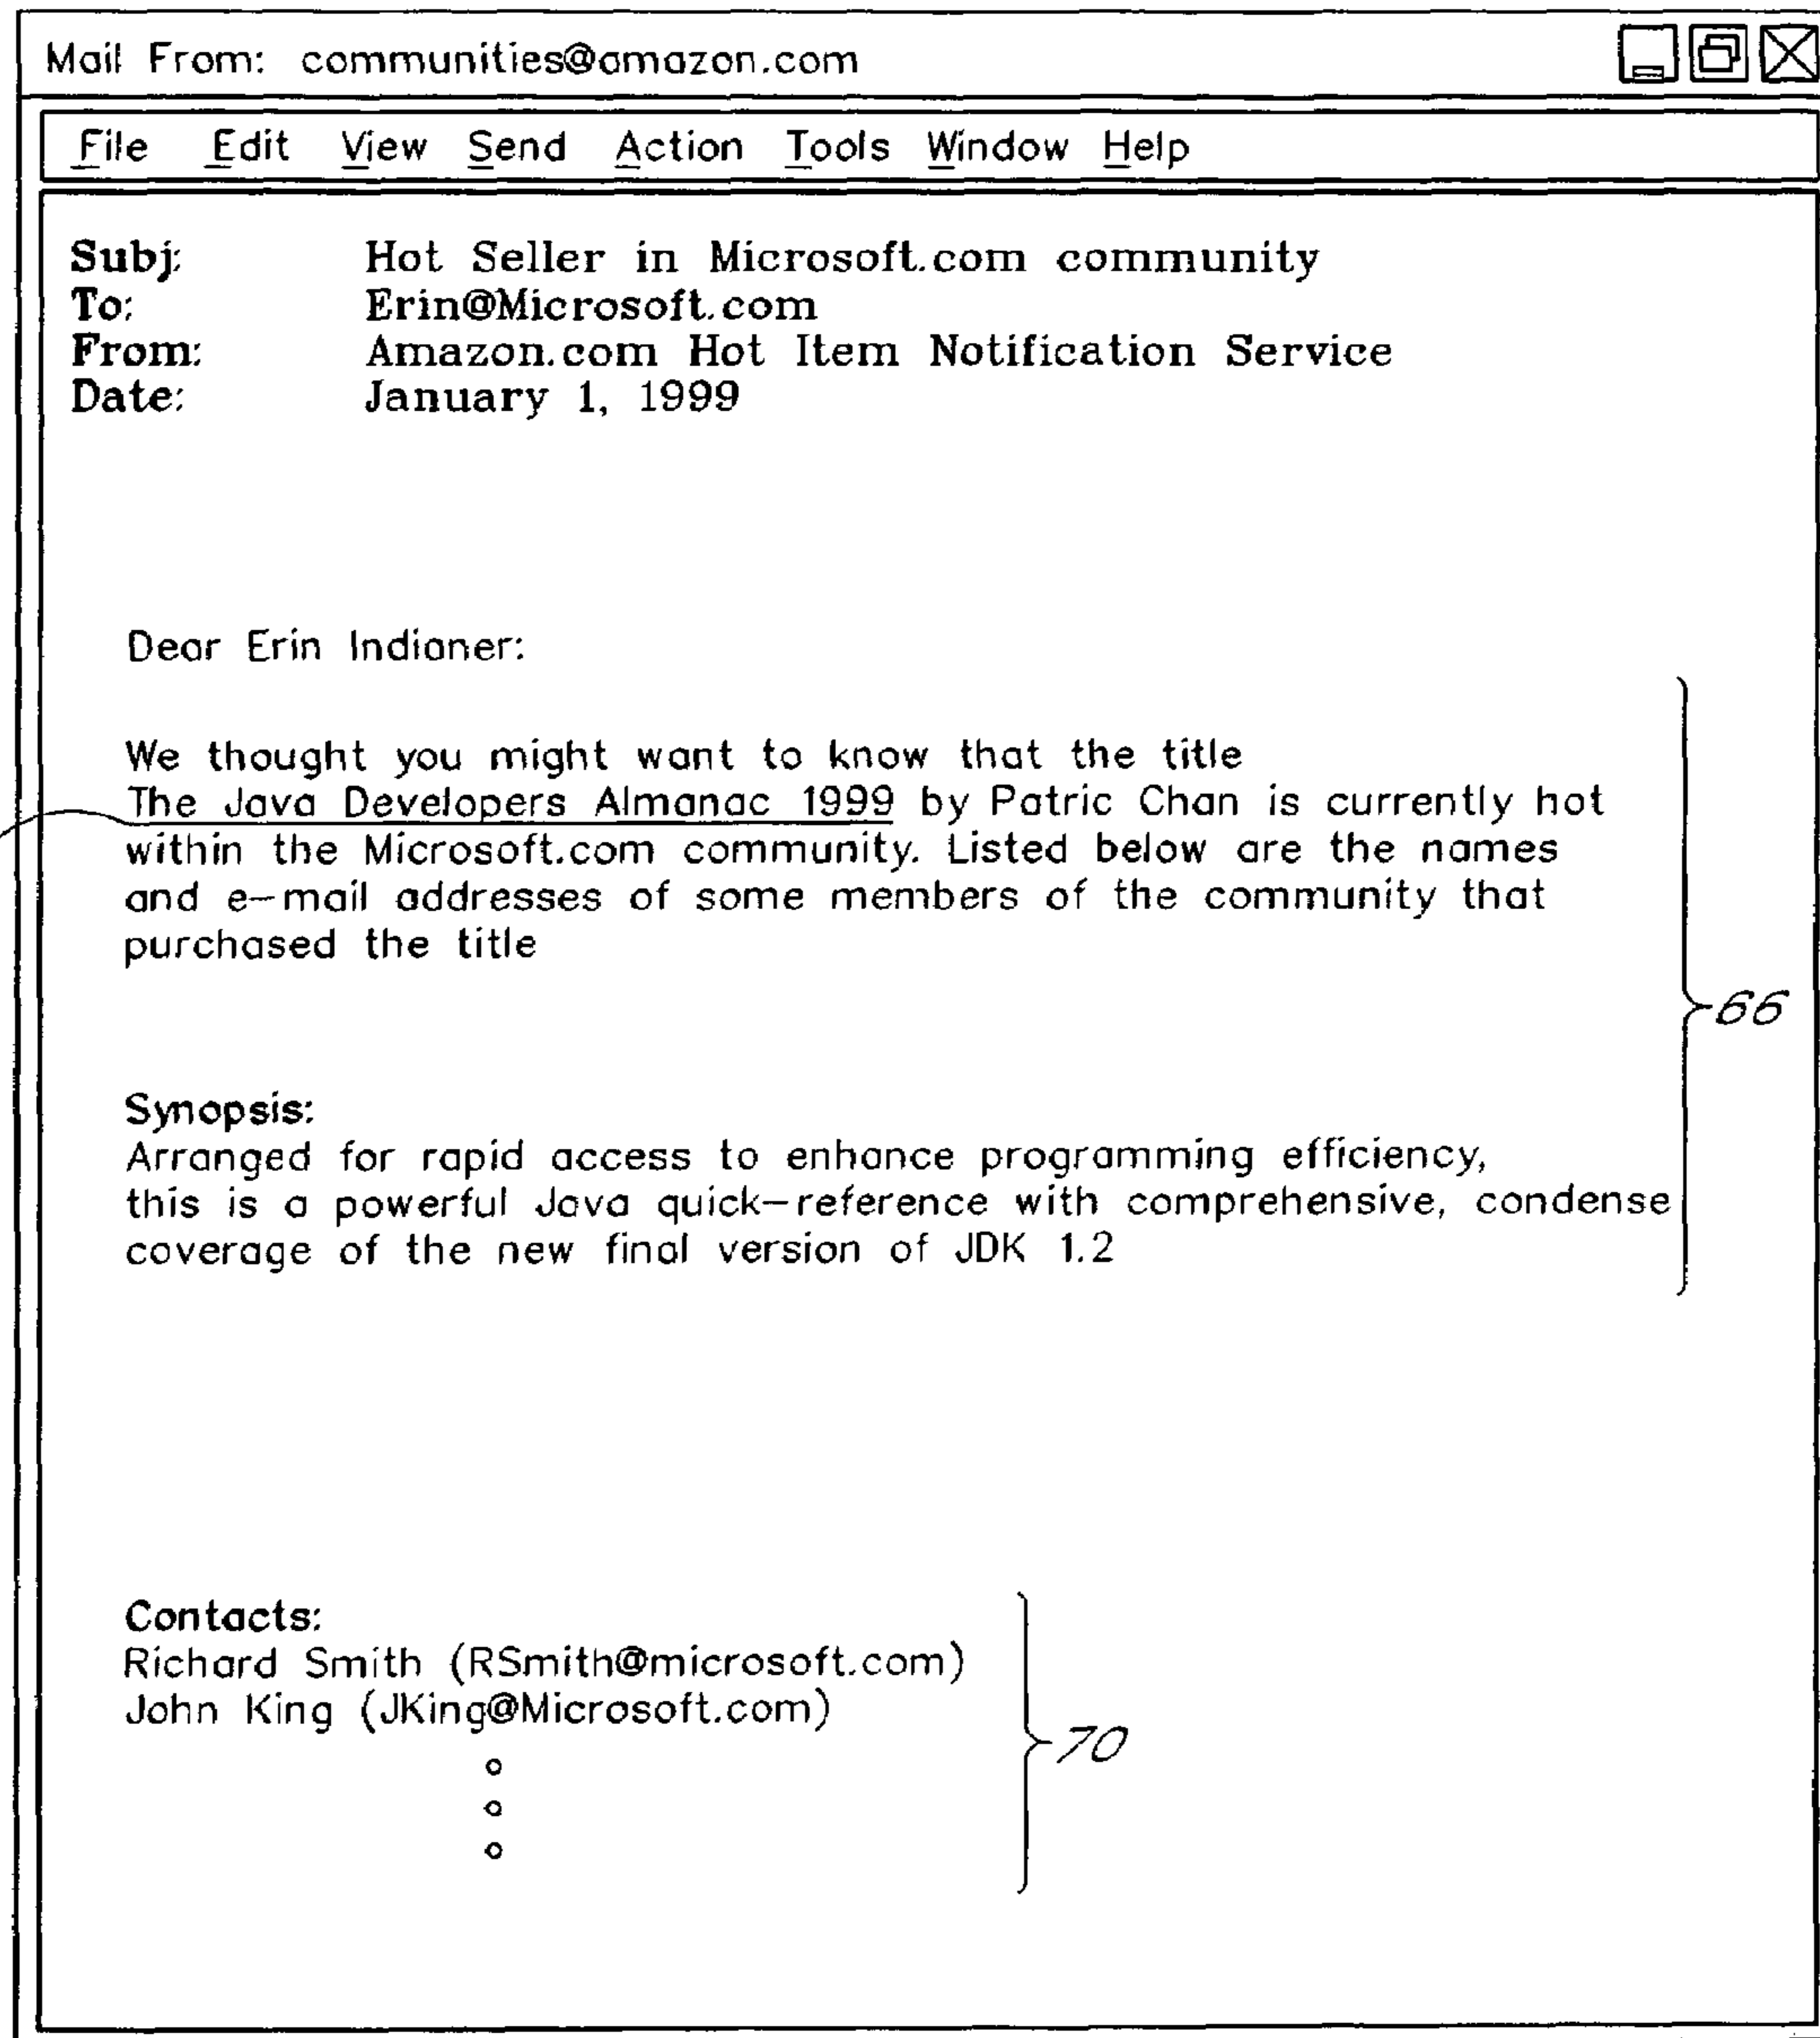 Mail From: communities@amazon.com
File Edit View Send Action Tools Window Help
Subj: Hot Seller in Microsoft.com community
To: Erin@Microsoft.com
From: Amazon.com Hot Item Notification Service
Date: January 1, 1999
Dear Erin Indianer:
We thought you might want to know that the title
The Java Developers Almanac 1999 by Patric Chan is currently hot
within the Microsoft.com community. Listed below are the names
and e-mail addresses of some members of the community that
purchased the title
66
Synopsis:
Arranged for rapid access to enhance programming efficiency,
this is a powerful Java quick-reference with comprehensive, condense
coverage of the new final version of JDK 1.2
Contacts:
Richard Smith (RSmith@microsoft.com)
John King (JKing@Microsoft.com)
70